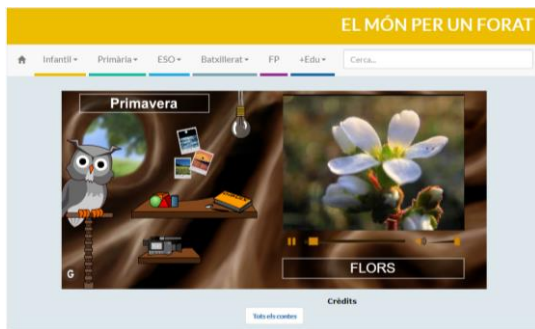 EL MÓN PER UN FORAT
Infantil Primària ESO Batxillerat FP +Edu Cerca...
Primavera
G
FLORS
Crèdits
Tots els contes